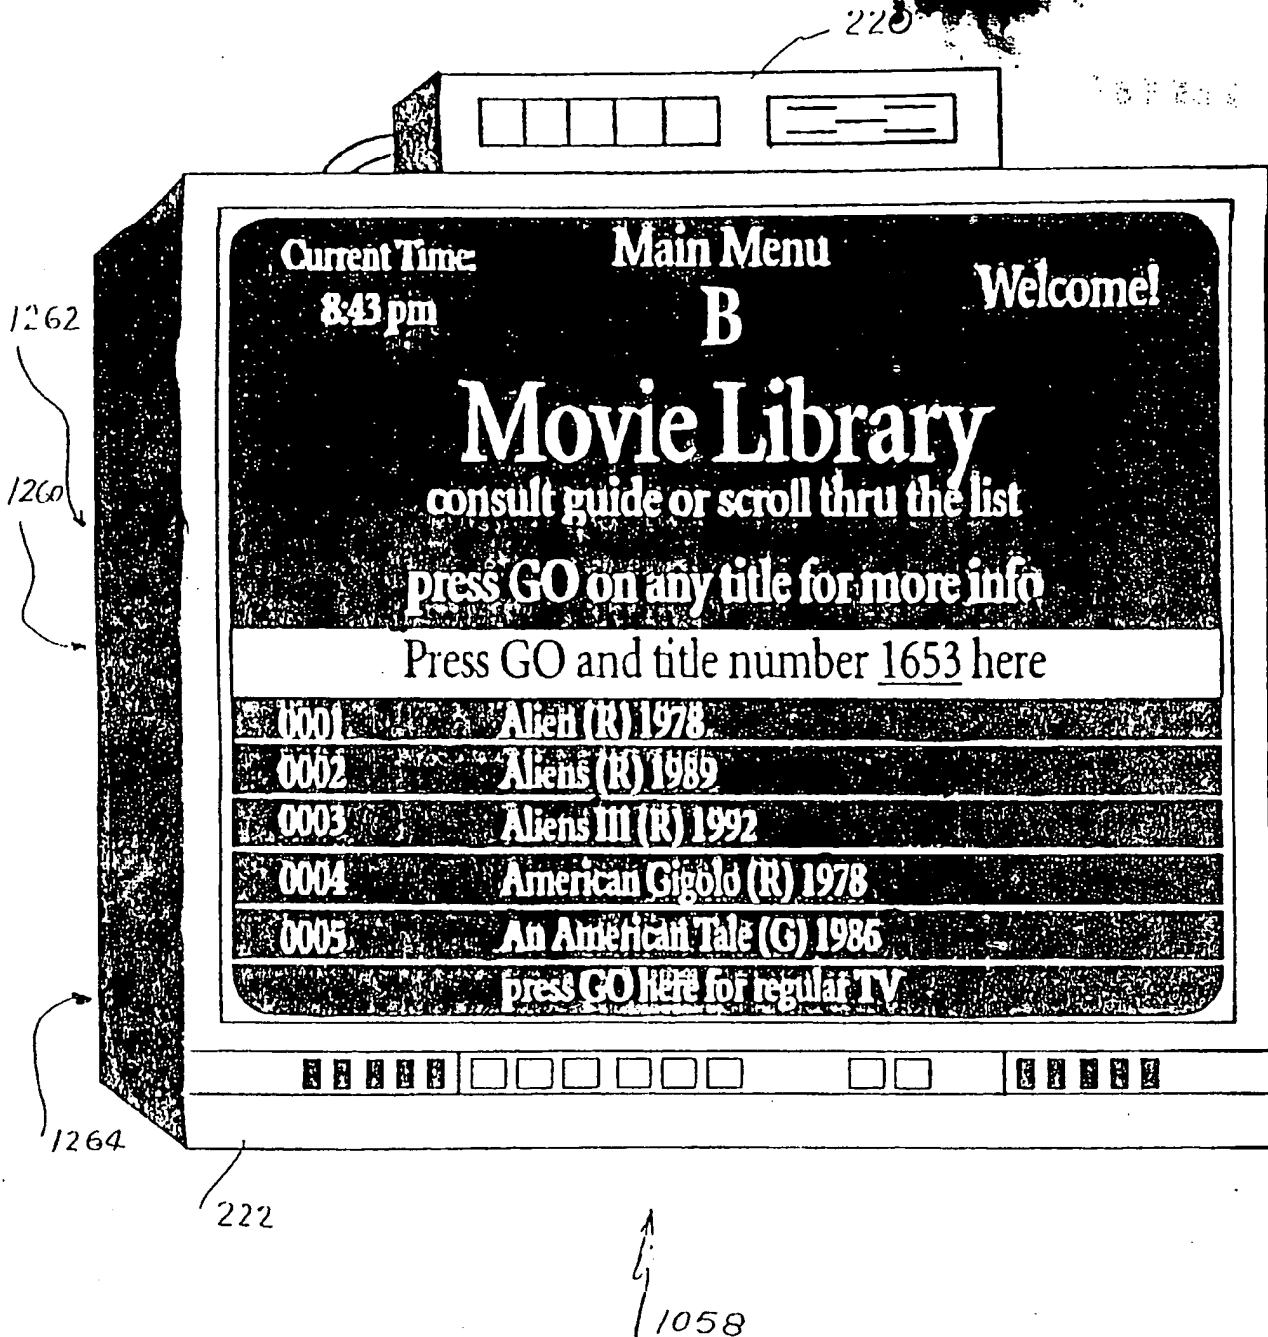 220
Current Time:
8:43 pm
Main Menu
B
Welcome!
1262
Movie Library
consult guide or scroll thru the list
1260
press GO on any title for more info
Press GO and title number 1653 here
0001 Alien (R) 1978
0002 Aliens (R) 1989
0003 Aliens III (R) 1992
0004 American Gigolo (R) 1978
0005 An American Tale (G) 1986
press GO here for regular TV
1264
222
1058